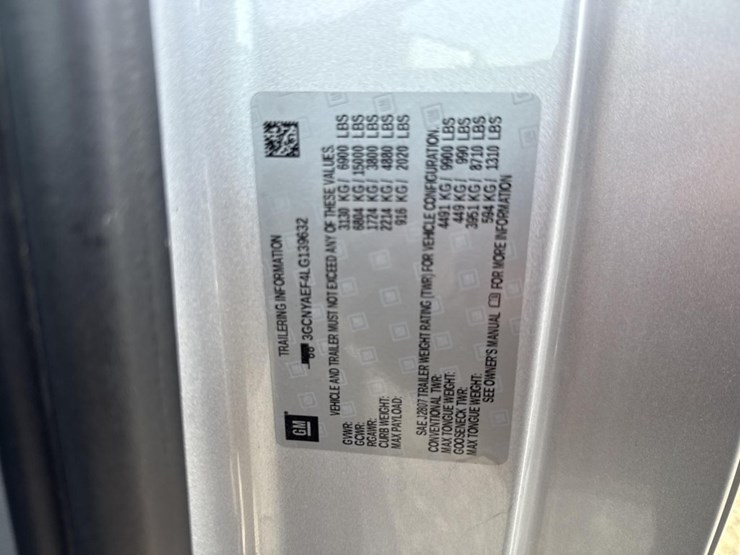 GM
TRAILERING INFORMATION
3GCNYAEF4LG139632
VEHICLE AND TRAILER MUST NOT EXCEED ANY OF THESE VALUES.
GVWR: 3130 KG/ 6900 LBS
GCWR: 6804 KG/ 15000 LBS
RGAWR: 1724 KG/ 3800 LBS
CURB WEIGHT: 2214 KG/ 4880 LBS
MAX PAYLOAD: 916 KG/ 2020 LBS
SAE J2807 TRAILER WEIGHT RATING (TWR) FOR VEHICLE CONFIGURATION.
CONVENTIONAL TWR: 4491 KG/ 9900 LBS
MAX TONGUE WEIGHT: 449 KG/ 990 LBS
GOOSENECK TWR: 3951 KG/ 8710 LBS
MAX TONGUE WEIGHT: 594 KG/ 1310 LBS
SEE OWNER'S MANUAL FOR MORE INFORMATION